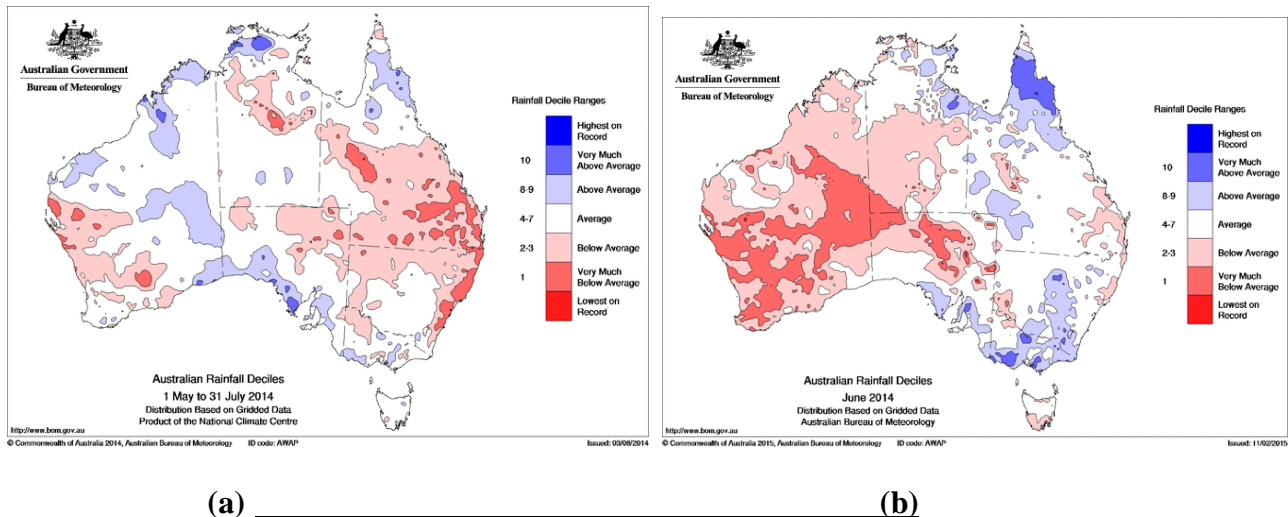 Australian Government
Bureau of Meteorology
Rainfall Decile Ranges
Highest on
Record
10
Very Much
Above Average
8-9
Above Average
4-7
Average
2-3
Below Average
1
Very Much
Below Average
Lowest on
Record
Australian Rainfall Deciles
1 May to 31 July 2014
Distribution Based on Gridded Data
Product of the National Climate Centre
http://www.bom.gov.au
© Commonwealth of Australia 2014, Australian Bureau of Meteorology
ID code: AWAP
Issued: 03/08/2014
Australian Government
Bureau of Meteorology
Rainfall Decile Ranges
Highest on
Record
10
Very Much
Above Average
8-9
Above Average
4-7
Average
2-3
Below Average
1
Very Much
Below Average
Lowest on
Record
Australian Rainfall Deciles
June 2014
Distribution Based on Gridded Data
Australian Bureau of Meteorology
http://www.bom.gov.au
© Commonwealth of Australia 2015, Australian Bureau of Meteorology
ID code: AWAP
Issued: 11/02/2015
(a)
(b)